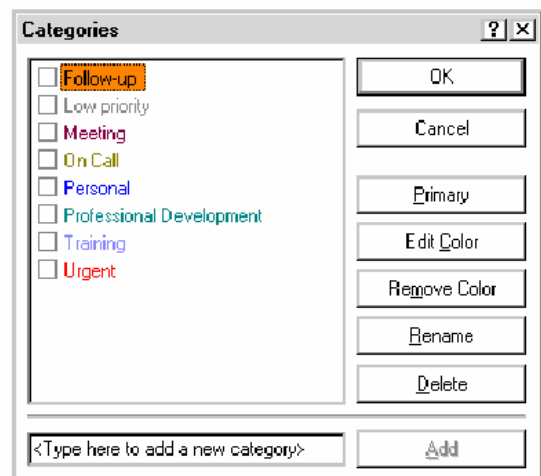 Categories
Follow-up
Low priority
Meeting
On Call
Personal
Professional Development
Training
Urgent
OK
Cancel
Primary
Edit Color
Remove Color
Rename
Delete
<Type here to add a new category>
Add